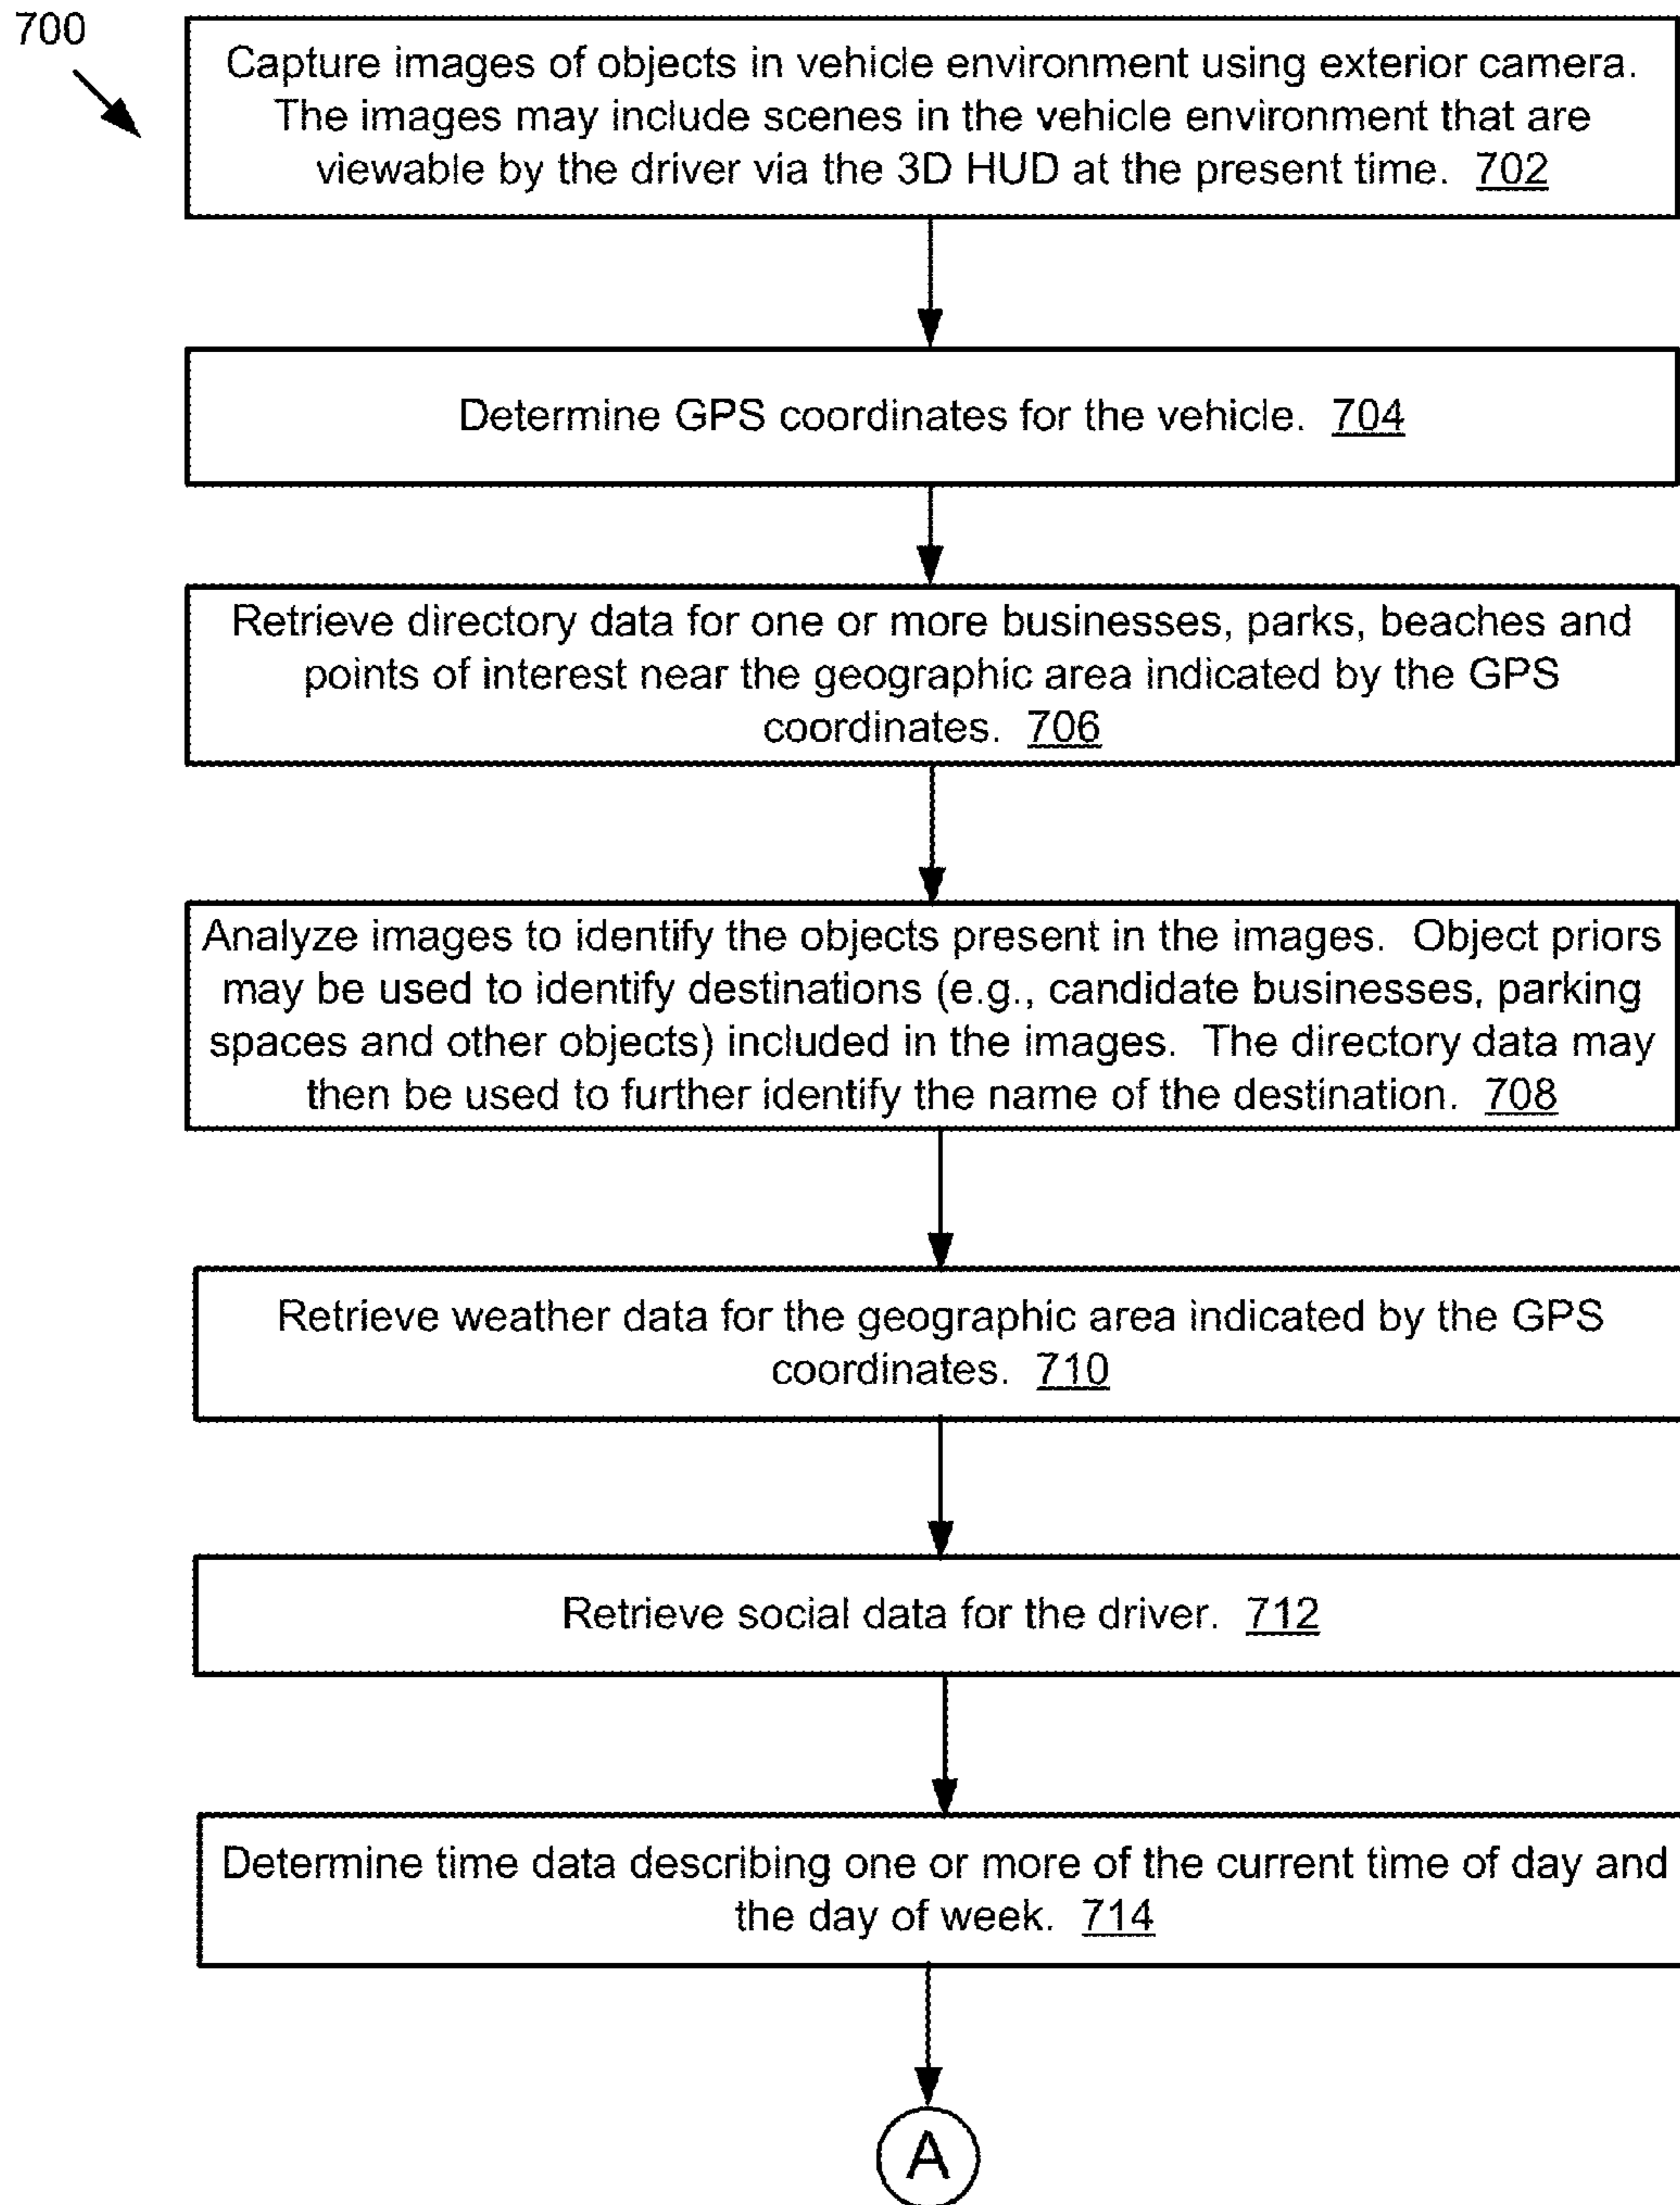 700
Capture images of objects in vehicle environment using exterior camera.
The images may include scenes in the vehicle environment that are
viewable by the driver via the 3D HUD at the present time. 702
Determine GPS coordinates for the vehicle. 704
Retrieve directory data for one or more businesses, parks, beaches and
points of interest near the geographic area indicated by the GPS
coordinates. 706
Analyze images to identify the objects present in the images. Object priors
may be used to identify destinations (e.g., candidate businesses, parking
spaces and other objects) included in the images. The directory data may
then be used to further identify the name of the destination. 708
Retrieve weather data for the geographic area indicated by the GPS
coordinates. 710
Retrieve social data for the driver. 712
Determine time data describing one or more of the current time of day and
the day of week. 714
A